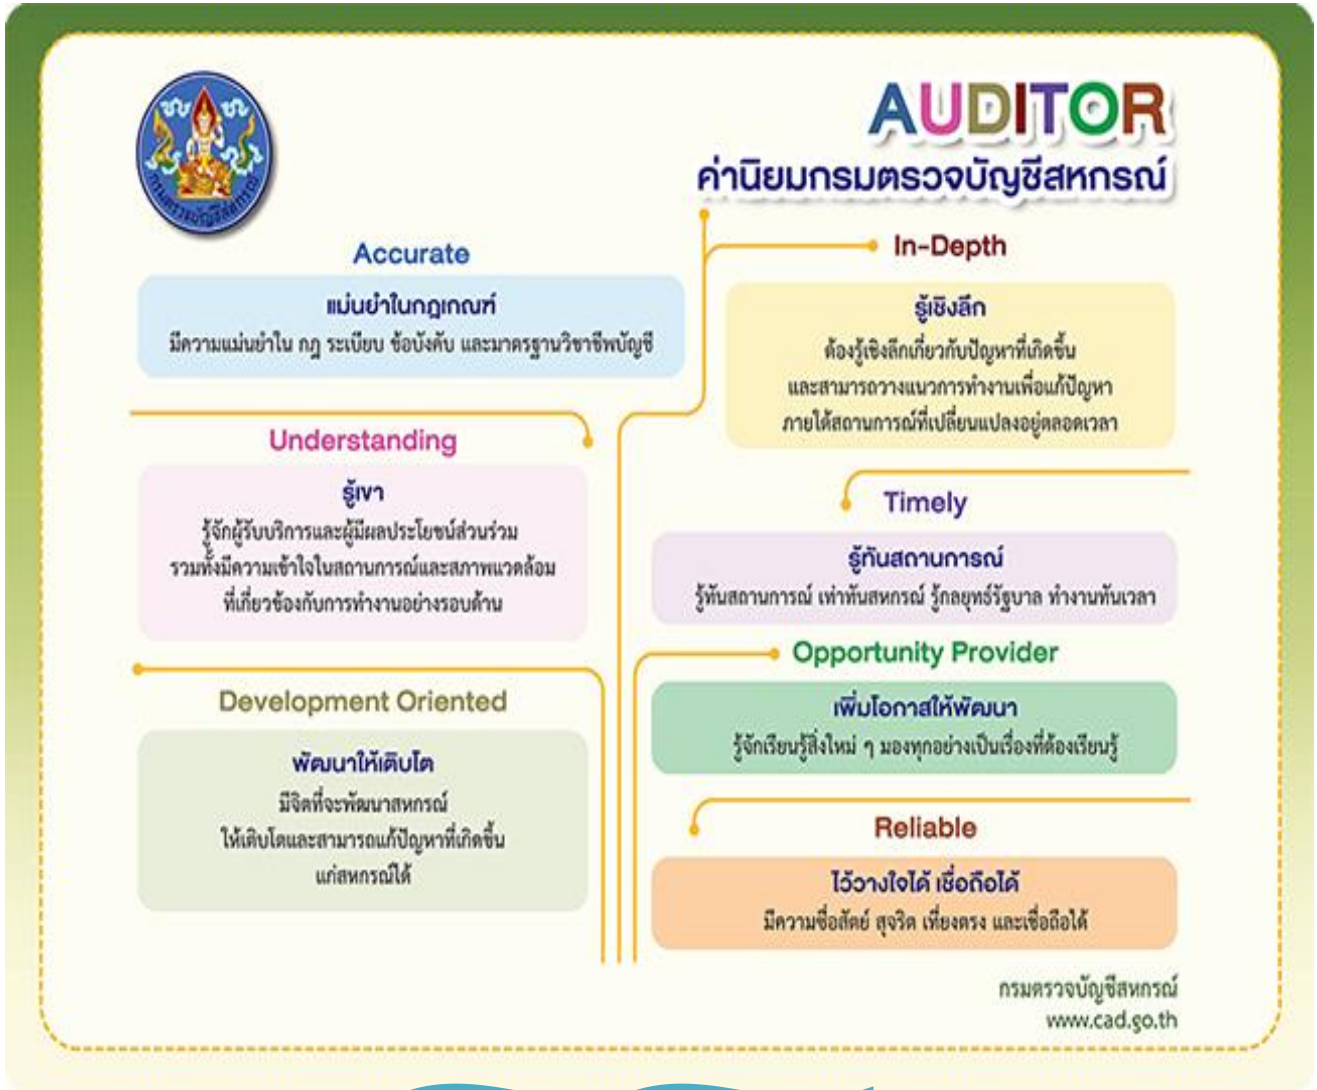 กรมตรวจบัญชีสหกรณ์
AUDITOR
ค่านิยมกรมตรวจบัญชีสหกรณ์
Accurate
แม่นยำในกฎเกณฑ์
มีความแม่นยำใน กฎ ระเบียบ ข้อบังคับ และมาตรฐานวิชาชีพบัญชี
Understanding
รู้เขา
รู้จักผู้รับบริการและผู้มีผลประโยชน์ส่วนร่วม
รวมทั้งมีความเข้าใจในสถานการณ์และสภาพแวดล้อม
ที่เกี่ยวข้องกับการทำงานอย่างรอบด้าน
Development Oriented
พัฒนาให้เติบโต
มีจิตที่จะพัฒนาสหกรณ์
ให้เติบโตและสามารถแก้ปัญหาที่เกิดขึ้น
แก่สหกรณ์ได้
In-Depth
รู้เชิงลึก
ต้องรู้เชิงลึกเกี่ยวกับปัญหาที่เกิดขึ้น
และสามารถวางแนวการทำงานเพื่อแก้ปัญหา
ภายใต้สถานการณ์ที่เปลี่ยนแปลงอยู่ตลอดเวลา
Timely
รู้ทันสถานการณ์
รู้ทันสถานการณ์ เท่าทันสหกรณ์ รู้กลยุทธ์รัฐบาล ทำงานทันเวลา
Opportunity Provider
เพิ่มโอกาสให้พัฒนา
รู้จักเรียนรู้สิ่งใหม่ ๆ มองทุกอย่างเป็นเรื่องที่ต้องเรียนรู้
Reliable
ไว้วางใจได้ เชื่อถือได้
มีความซื่อสัตย์ สุจริต เที่ยงตรง และเชื่อถือได้
กรมตรวจบัญชีสหกรณ์
www.cad.go.th